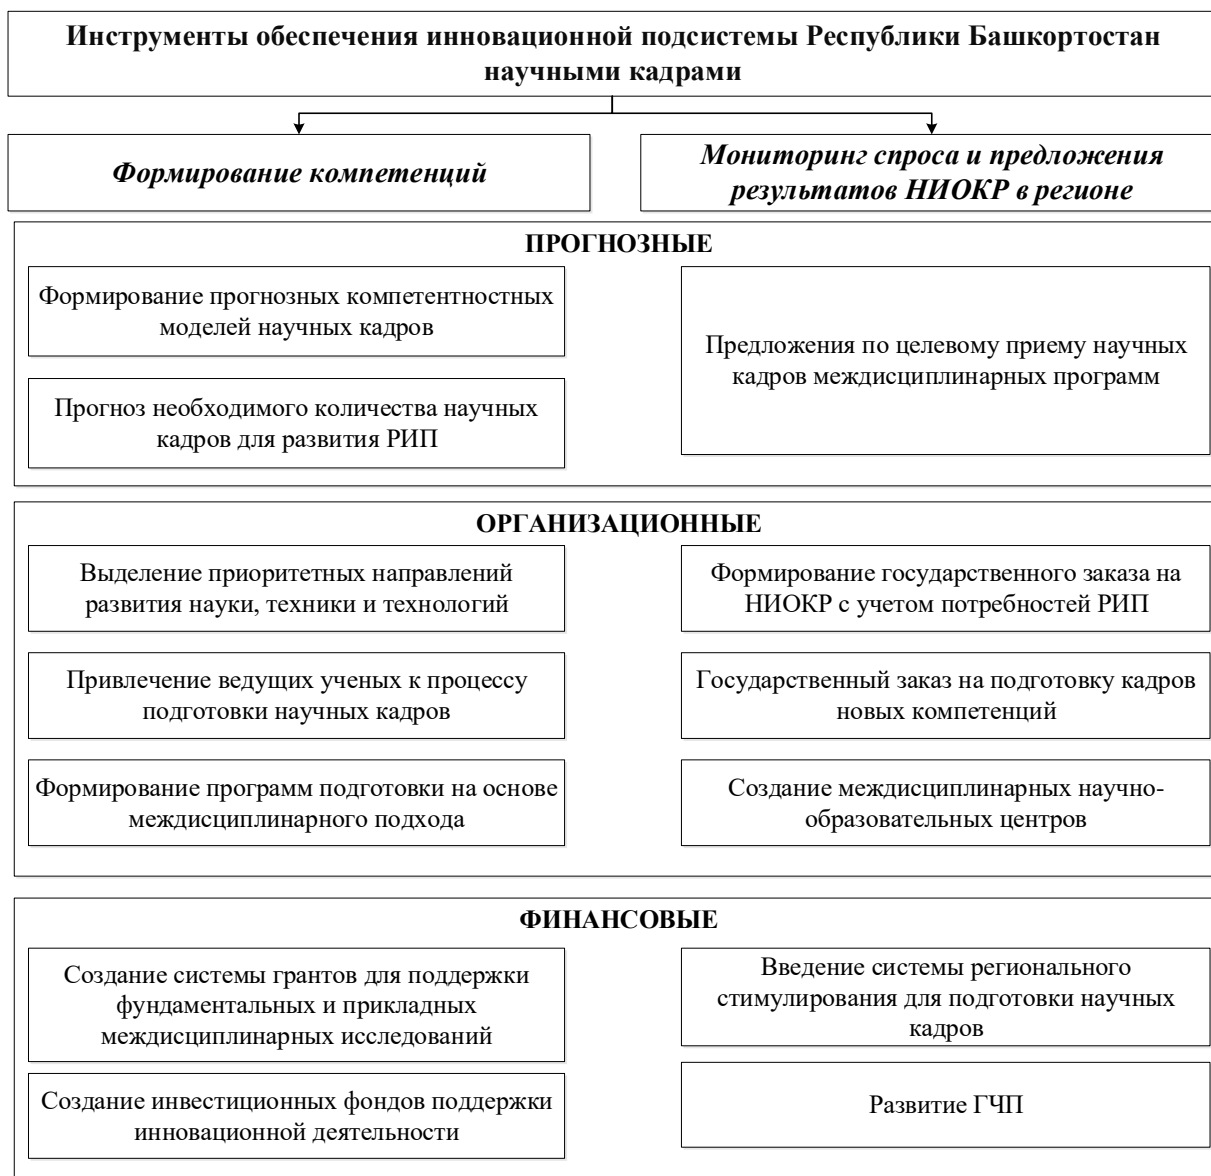 Инструменты обеспечения инновационной подсистемы Республики Башкортостан
научными кадрами
Формирование компетенций
Мониторинг спроса и предложения
результатов НИОКР в регионе
ПРОГНОЗНЫЕ
Формирование прогнозных компетентностных
моделей научных кадров
Прогноз необходимого количества научных
кадров для развития РИП
Предложения по целевому приему научных
кадров междисциплинарных программ
ОРГАНИЗАЦИОННЫЕ
Выделение приоритетных направлений
развития науки, техники и технологий
Привлечение ведущих ученых к процессу
подготовки научных кадров
Формирование программ подготовки на основе
междисциплинарного подхода
Формирование государственного заказа на
НИОКР с учетом потребностей РИП
Государственный заказ на подготовку кадров
новых компетенций
Создание междисциплинарных научно-
образовательных центров
ФИНАНСОВЫЕ
Создание системы грантов для поддержки
фундаментальных и прикладных
междисциплинарных исследований
Создание инвестиционных фондов поддержки
инновационной деятельности
Введение системы регионального
стимулирования для подготовки научных
кадров
Развитие ГЧП